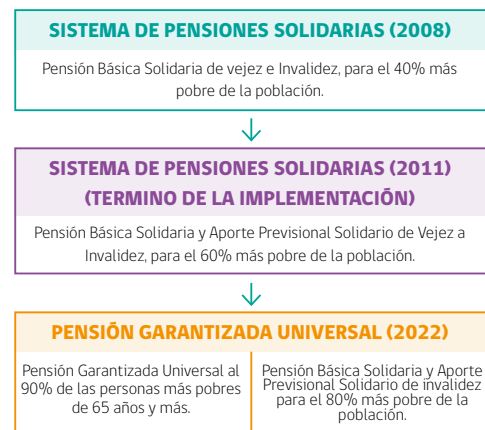 SISTEMA DE PENSIONES SOLIDARIAS (2008)
Pensión Básica Solidaria de vejez e Invalidez, para el 40% más
pobre de la población.
SISTEMA DE PENSIONES SOLIDARIAS (2011)
(TERMINO DE LA IMPLEMENTACIÓN)
Pensión Básica Solidaria y Aporte Previsional Solidario de Vejez a
Invalidez, para el 60% más pobre de la población.
PENSIÓN GARANTIZADA UNIVERSAL (2022)
Pensión Garantizada Universal al
90% de las personas más pobres
de 65 años y más.
Pensión Básica Solidaria y Aporte
Previsional Solidario de invalidez
para el 80% más pobre de la
población.